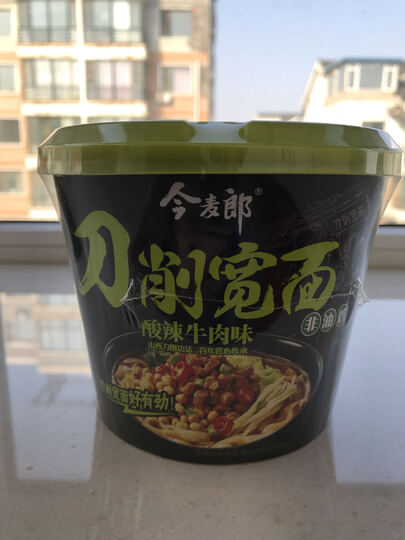 今麦郎®
刀削宽面
非油
酸辣牛肉味
山西刀削功法 百年匠心传承
刀削宽面好有劲!